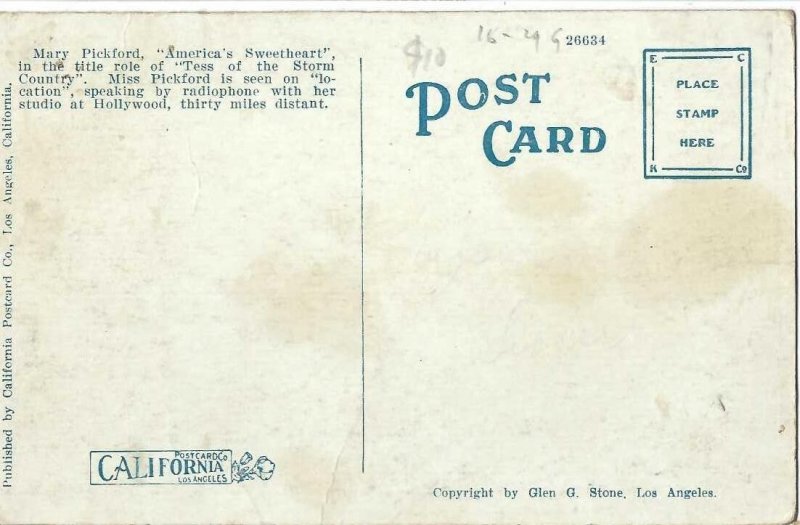 Mary Pickford, "America's Sweetheart",
in the title role of "Tess of the Storm
Country". Miss Pickford is seen on "lo-
cation", speaking by radiophone with her
studio at Hollywood, thirty miles distant.
Published by California Postcard Co., Los Angeles, California.
POSTCARD Co
CALIFORNIA
LOS ANGELES
$10
16-29 G
26634
POST
CARD
E C
PLACE
STAMP
HERE
K Co
Copyright by Glen G. Stone, Los Angeles.